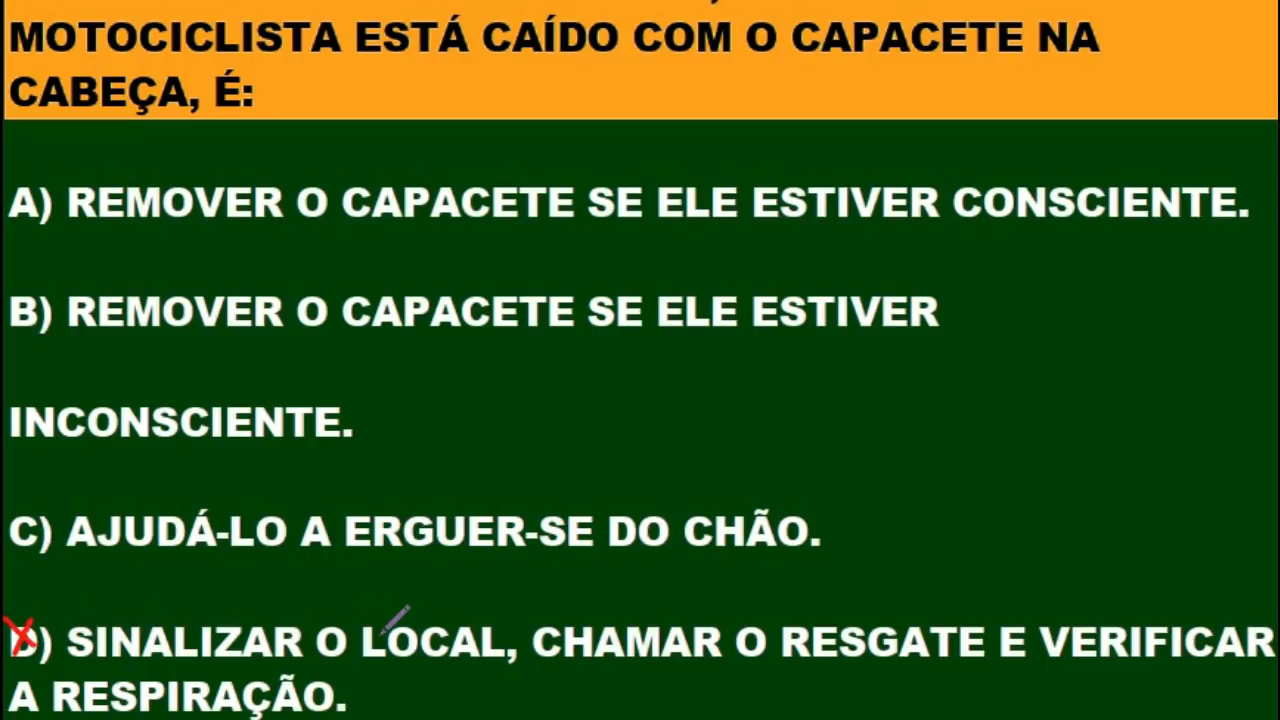 MOTOCICLISTA ESTÁ CAÍDO COM O CAPACETE NA
CABEÇA, É:
A) REMOVER O CAPACETE SE ELE ESTIVER CONSCIENTE.
B) REMOVER O CAPACETE SE ELE ESTIVER
INCONSCIENTE.
C) AJUDÁ-LO A ERGUER-SE DO CHÃO.
D) SINALIZAR O LOCAL, CHAMAR O RESGATE E VERIFICAR
A RESPIRAÇÃO.